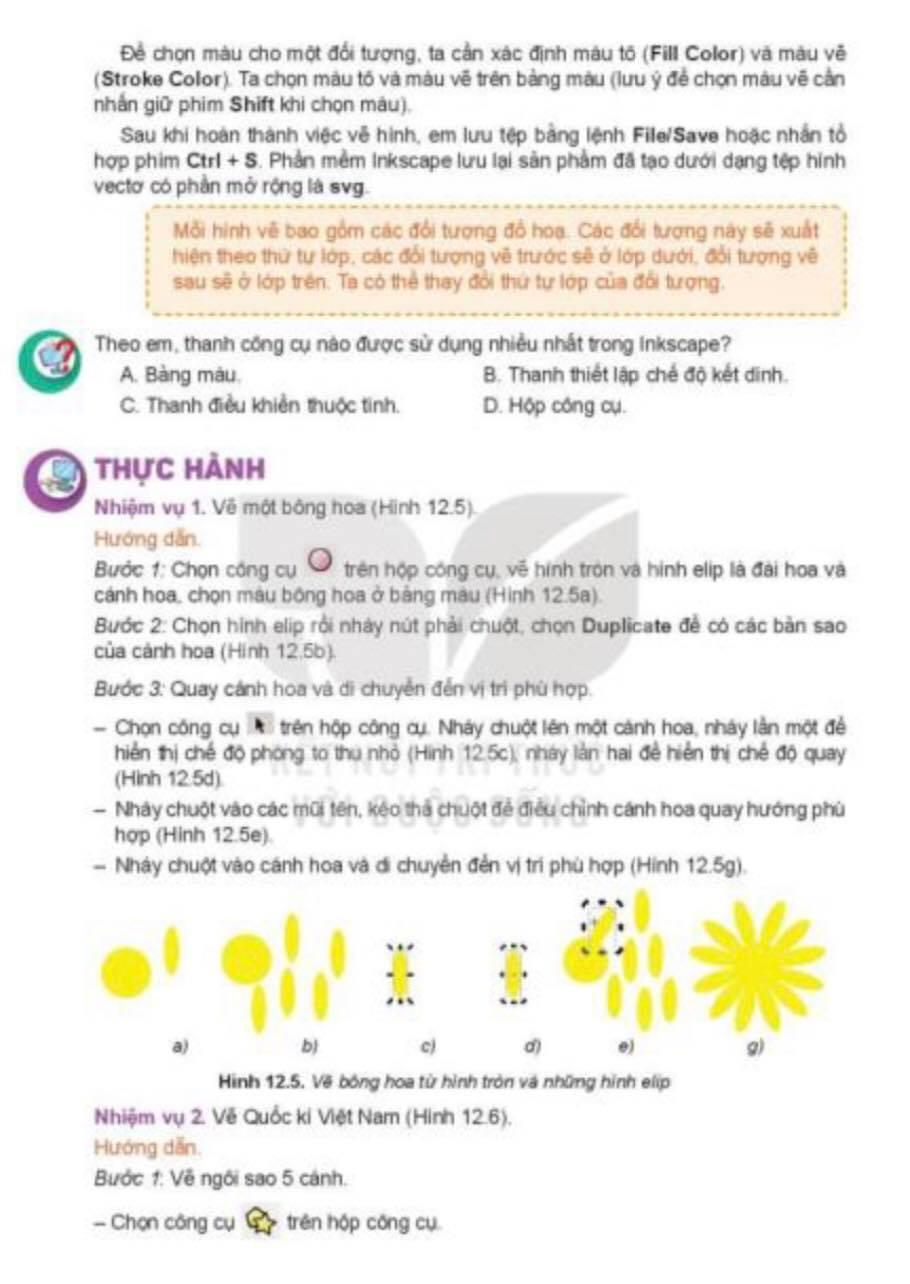 Để chọn màu cho một đối tượng, ta cần xác định màu tô (Fill Color) và màu vẽ
(Stroke Color). Ta chọn màu tô và màu vẽ trên bảng màu (lưu ý để chọn màu vẽ cần
nhấn giữ phím Shift khi chọn màu).
Sau khi hoàn thành việc vẽ hình, em lưu tệp bằng lệnh File/Save hoặc nhấn tổ
hợp phím Ctrl + S. Phần mềm Inkscape lưu lại sản phẩm đã tạo dưới dạng tệp hình
vectơ có phần mở rộng là svg.
Mỗi hình vẽ bao gồm các đối tượng đồ hoạ. Các đối tượng này sẽ xuất
hiện theo thứ tự lớp, các đối tượng vẽ trước sẽ ở lớp dưới, đối tượng vẽ
sau sẽ ở lớp trên. Ta có thể thay đổi thứ tự lớp của đối tượng.
Theo em, thanh công cụ nào được sử dụng nhiều nhất trong Inkscape?
A. Bảng màu.
B. Thanh thiết lập chế độ kết dính.
C. Thanh điều khiển thuộc tính.
D. Hộp công cụ.
THỰC HÀNH
Nhiệm vụ 1. Vẽ một bông hoa (Hình 12.5).
Hướng dẫn.
Bước 1: Chọn công cụ trên hộp công cụ, vẽ hình tròn và hình elip là đài hoa và
cánh hoa, chọn màu bông hoa ở bảng màu (Hình 12.5a).
Bước 2: Chọn hình elip rồi nháy nút phải chuột, chọn Duplicate để có các bản sao
của cánh hoa (Hình 12.5b).
Bước 3: Quay cánh hoa và di chuyển đến vị trí phù hợp.
– Chọn công cụ trên hộp công cụ. Nháy chuột lên một cánh hoa, nháy lần một để
hiển thị chế độ phóng to thu nhỏ (Hình 12.5c), nháy lần hai để hiển thị chế độ quay
(Hình 12.5d).
– Nháy chuột vào các mũi tên, kéo thả chuột để điều chỉnh cánh hoa quay hướng phù
hợp (Hình 12.5e).
– Nháy chuột vào cánh hoa và di chuyển đến vị trí phù hợp (Hình 12.5g).
KẾT NỐI TRI THỨC
VỚI CUỘC SỐNG
a) b) c) d) e) g)
Hình 12.5. Vẽ bông hoa từ hình tròn và những hình elip
Nhiệm vụ 2. Vẽ Quốc kì Việt Nam (Hình 12.6).
Hướng dẫn.
Bước 1: Vẽ ngôi sao 5 cánh.
– Chọn công cụ trên hộp công cụ.